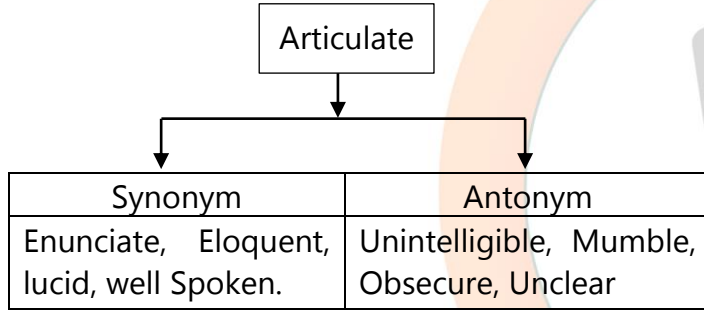 Articulate
Synonym
Antonym
Enunciate, Eloquent,
lucid, well Spoken.
Unintelligible, Mumble,
Obsecure, Unclear